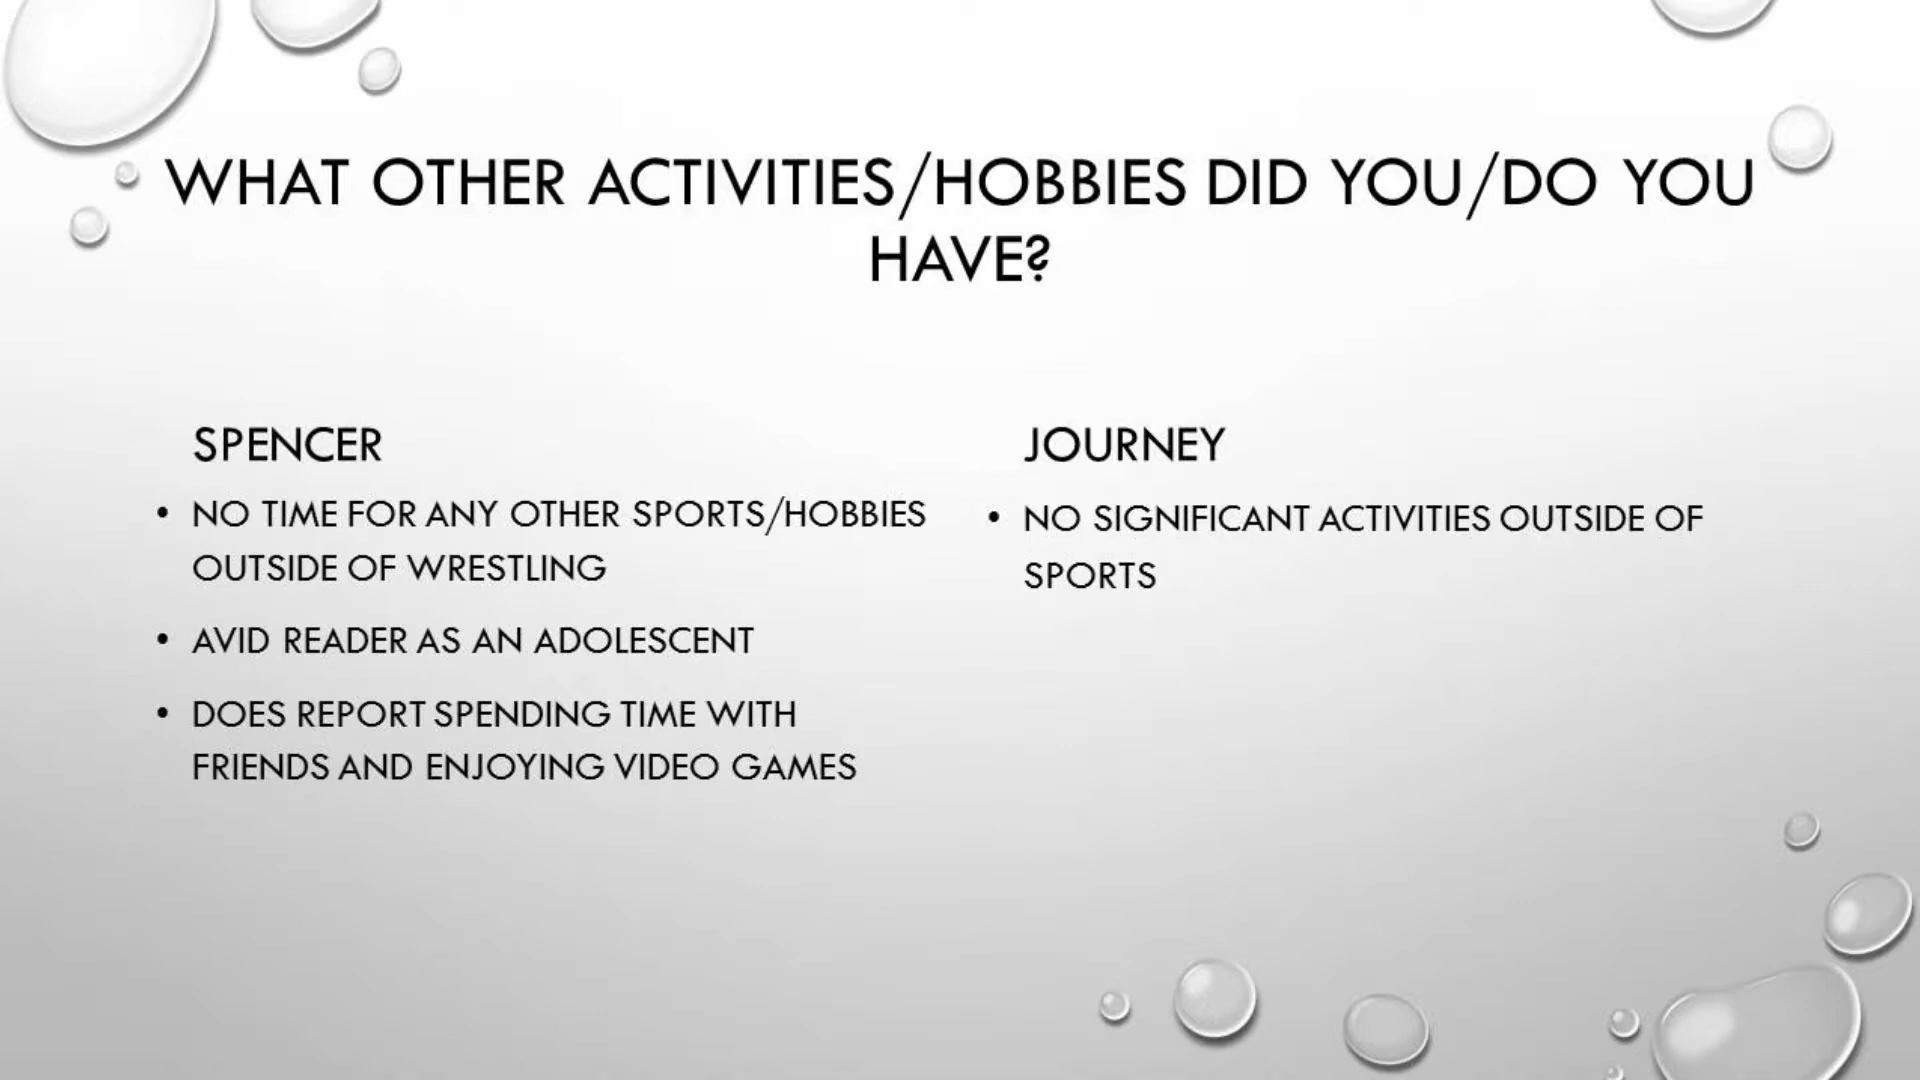 WHAT OTHER ACTIVITIES/HOBBIES DID YOU/DO YOU
HAVE?
SPENCER
• NO TIME FOR ANY OTHER SPORTS/HOBBIES
OUTSIDE OF WRESTLING
• AVID READER AS AN ADOLESCENT
• DOES REPORT SPENDING TIME WITH
FRIENDS AND ENJOYING VIDEO GAMES
JOURNEY
• NO SIGNIFICANT ACTIVITIES OUTSIDE OF
SPORTS